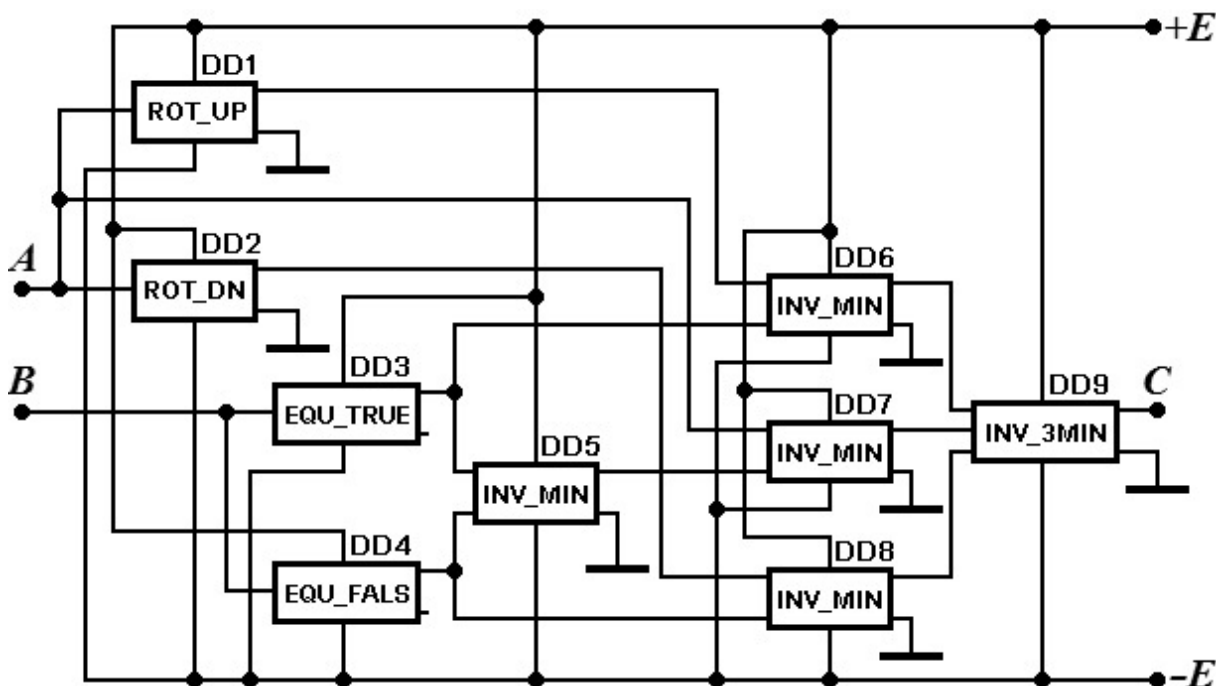 +E
DD1
ROT_UP
A
DD2
ROT_DN
DD6
INV_MIN
B
DD3
EQU_TRUE
DD7
INV_MIN
DD9
INV_3MIN
C
DD5
INV_MIN
DD4
EQU_FALS
DD8
INV_MIN
-E